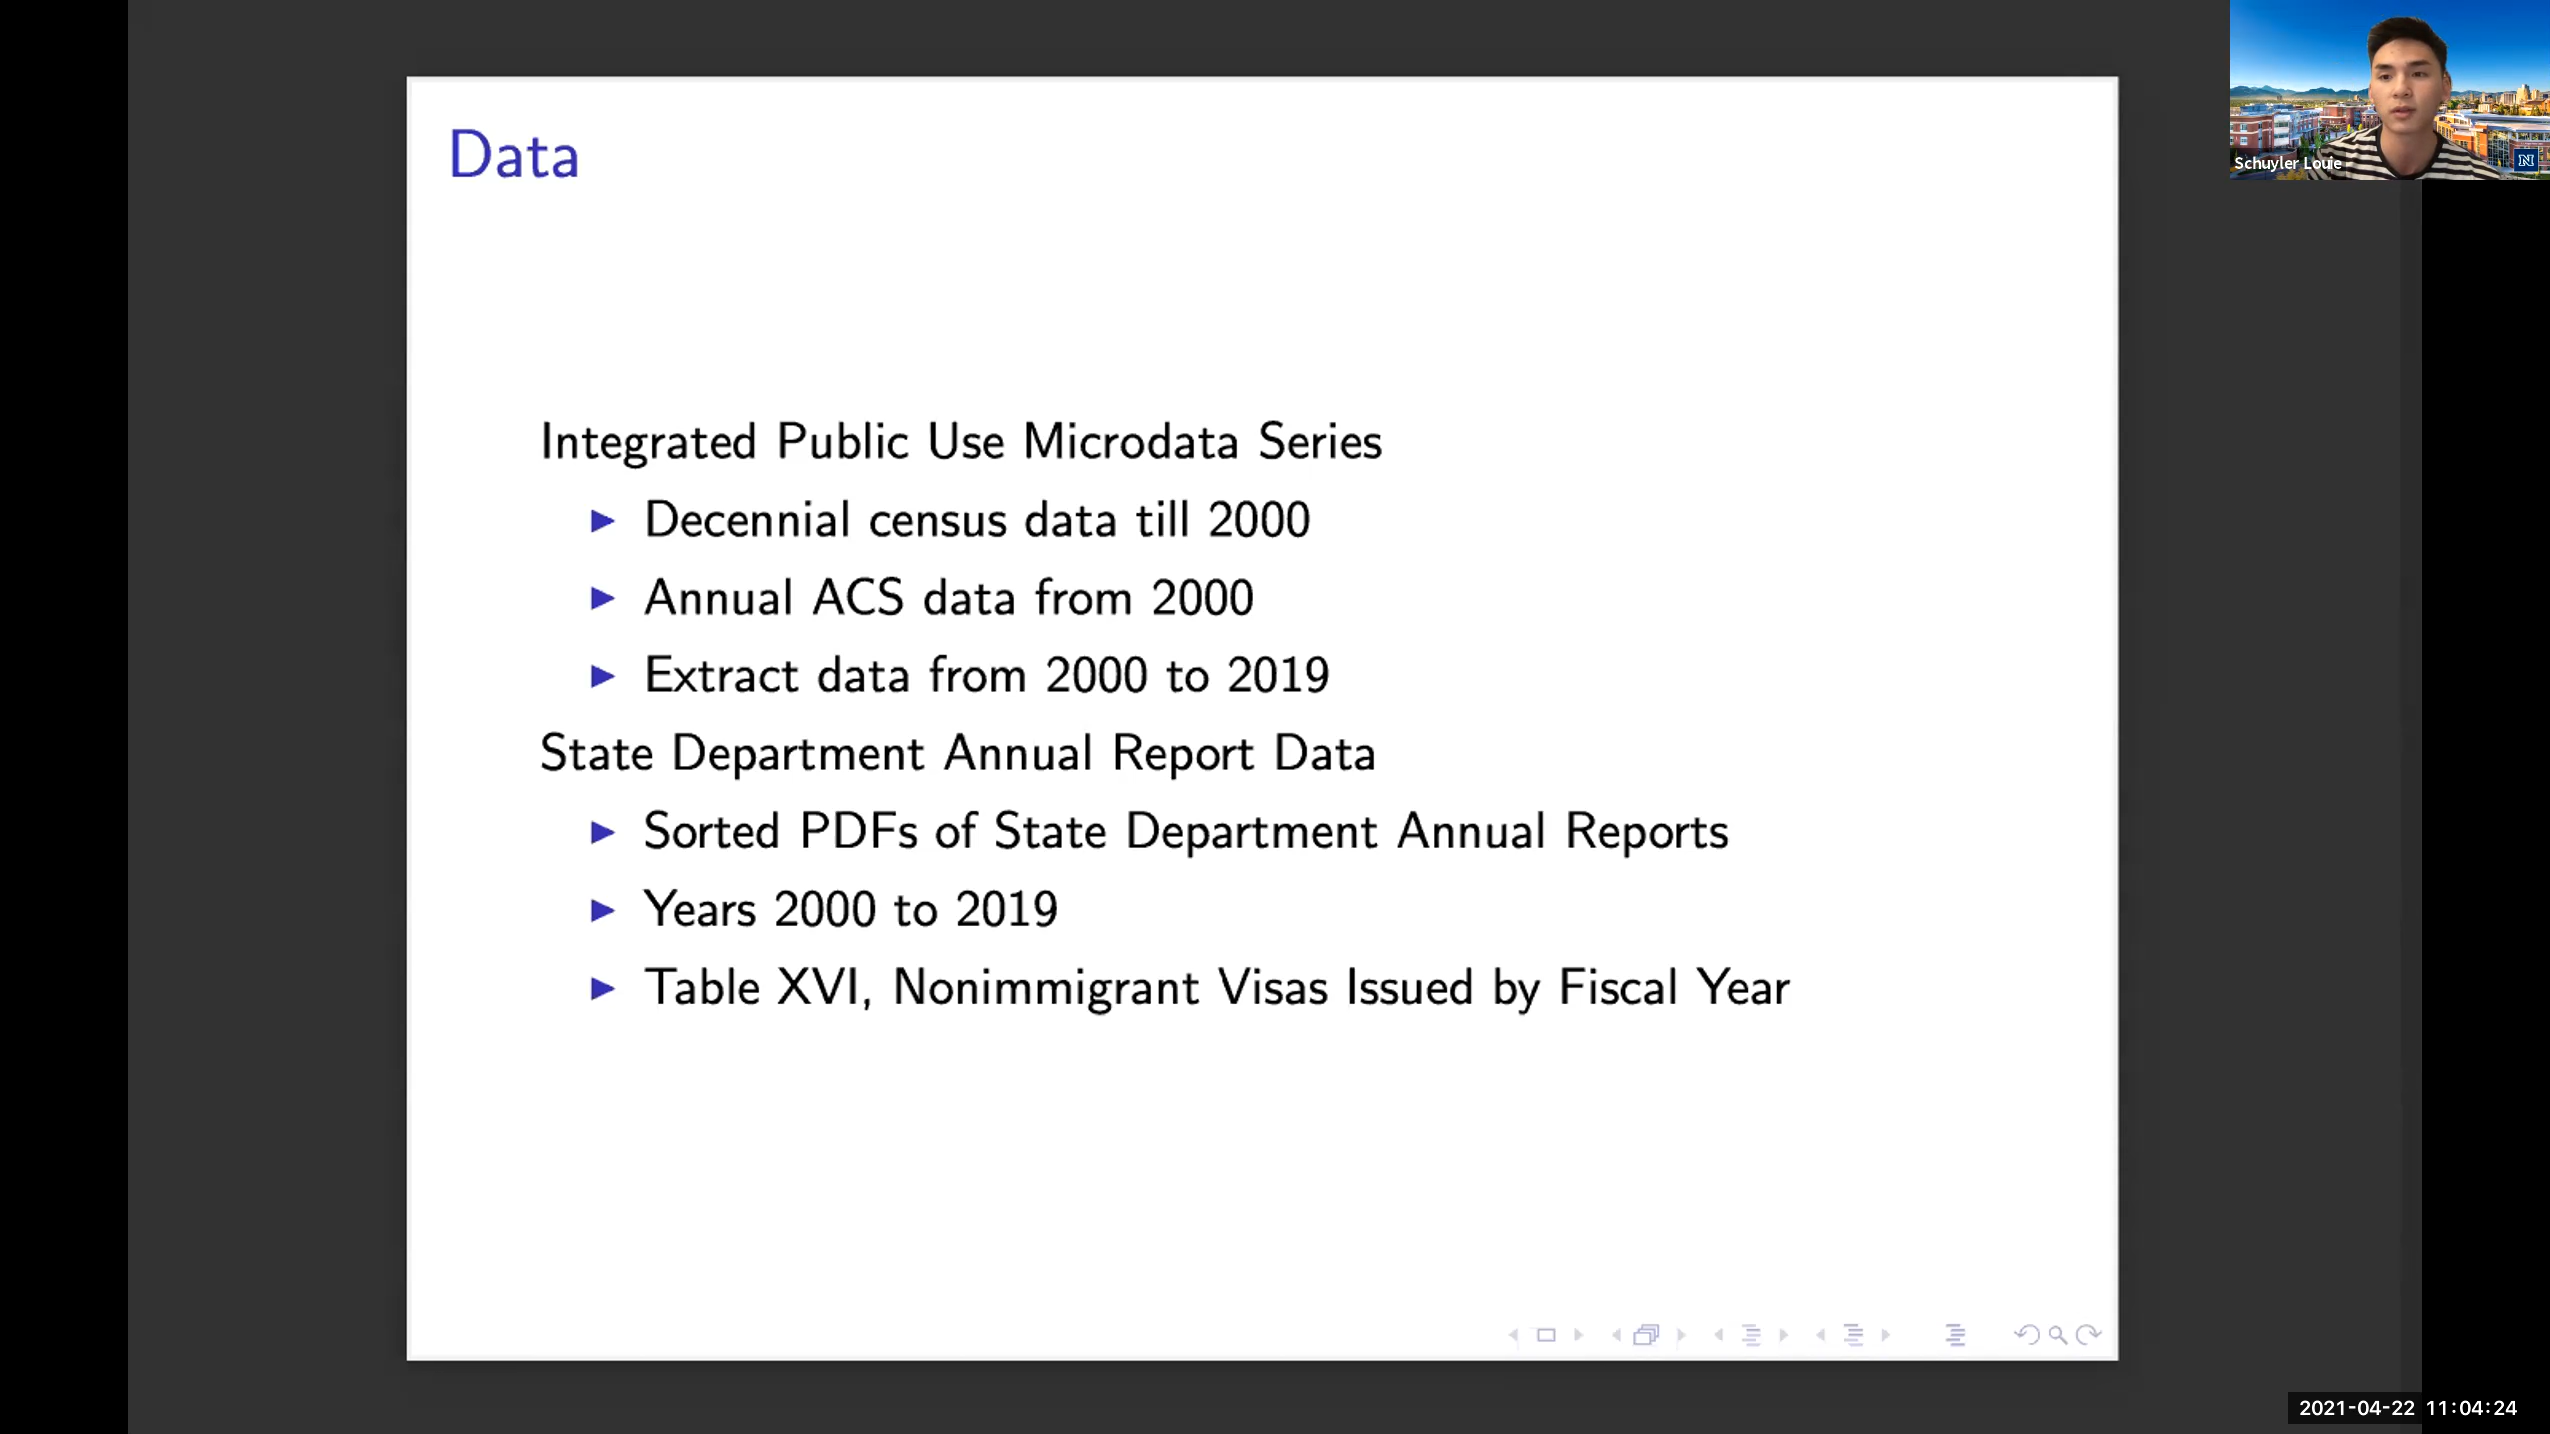 Data
Integrated Public Use Microdata Series
Decennial census data till 2000
Annual ACS data from 2000
Extract data from 2000 to 2019
State Department Annual Report Data
Sorted PDFs of State Department Annual Reports
Years 2000 to 2019
Table XVI, Nonimmigrant Visas Issued by Fiscal Year
Schuyler Louie
N
2021-04-22 11:04:24